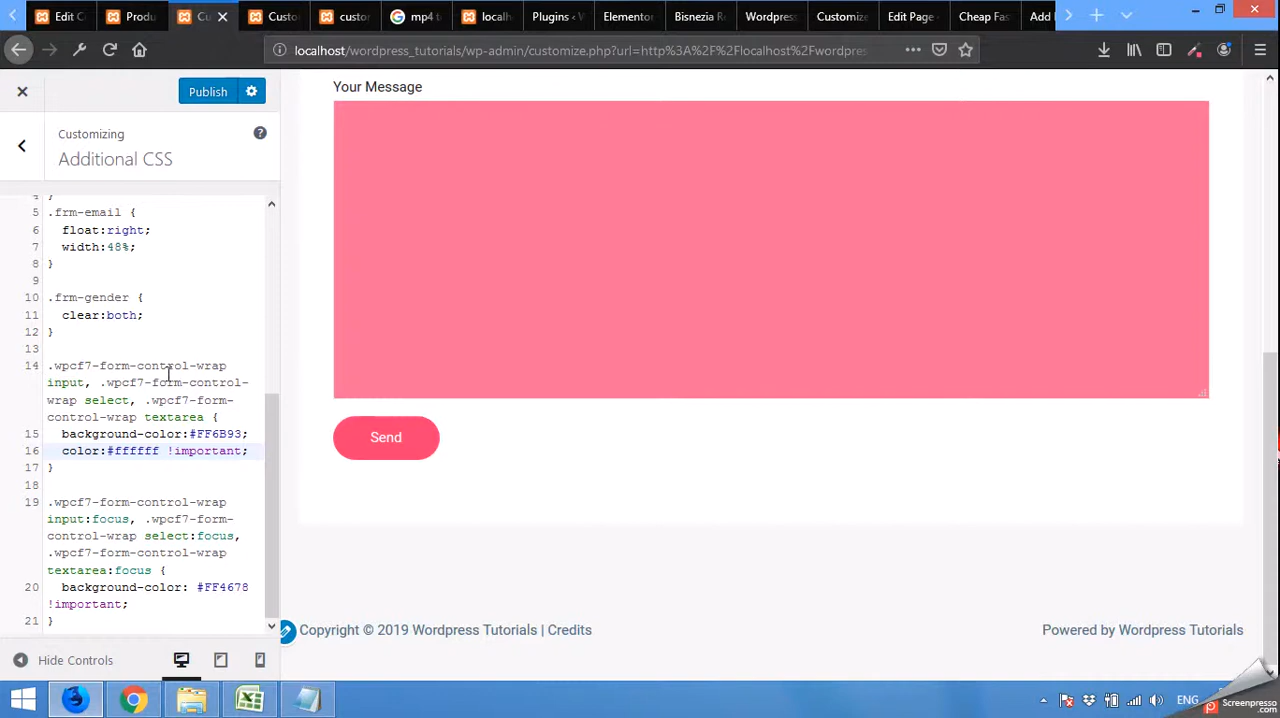 Edit C
Produ
Cu
Custo
custor
mp4 t
localh
Plugins ‹ W
Elementor
Bisnezia Re
Wordpress
Customize
Edit Page ‹
Cheap Fas
Add
localhost/wordpress_tutorials/wp-admin/customize.php?url=http%3A%2F%2Flocalhost%2Fwordpres
Publish
Customizing
Additional CSS
4 }
5 .frm-email {
6 float:right;
7 width:48%;
8 }
9
10 .frm-gender {
11 clear:both;
12 }
13
14 .wpcf7-form-control-wrap
input, .wpcf7-form-control-
wrap select, .wpcf7-form-
control-wrap textarea {
15 background-color:#FF6B93;
16 color:#ffffff !important;
17 }
18
19 .wpcf7-form-control-wrap
input:focus, .wpcf7-form-
control-wrap select:focus,
.wpcf7-form-control-wrap
textarea:focus {
20 background-color: #FF4678
!important;
21 }
Hide Controls
Your Message
Send
Copyright © 2019 Wordpress Tutorials | Credits
Powered by Wordpress Tutorials
ENG
Screenpresso
.com